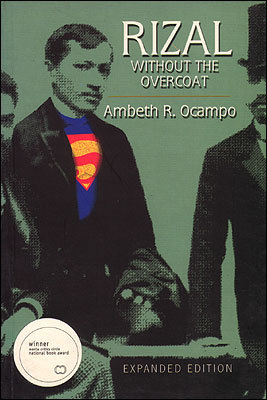 RIZAL
WITHOUT THE
OVERCOAT
Ambeth R. Ocampo
winner
manila critics circle
national book award
EXPANDED EDITION